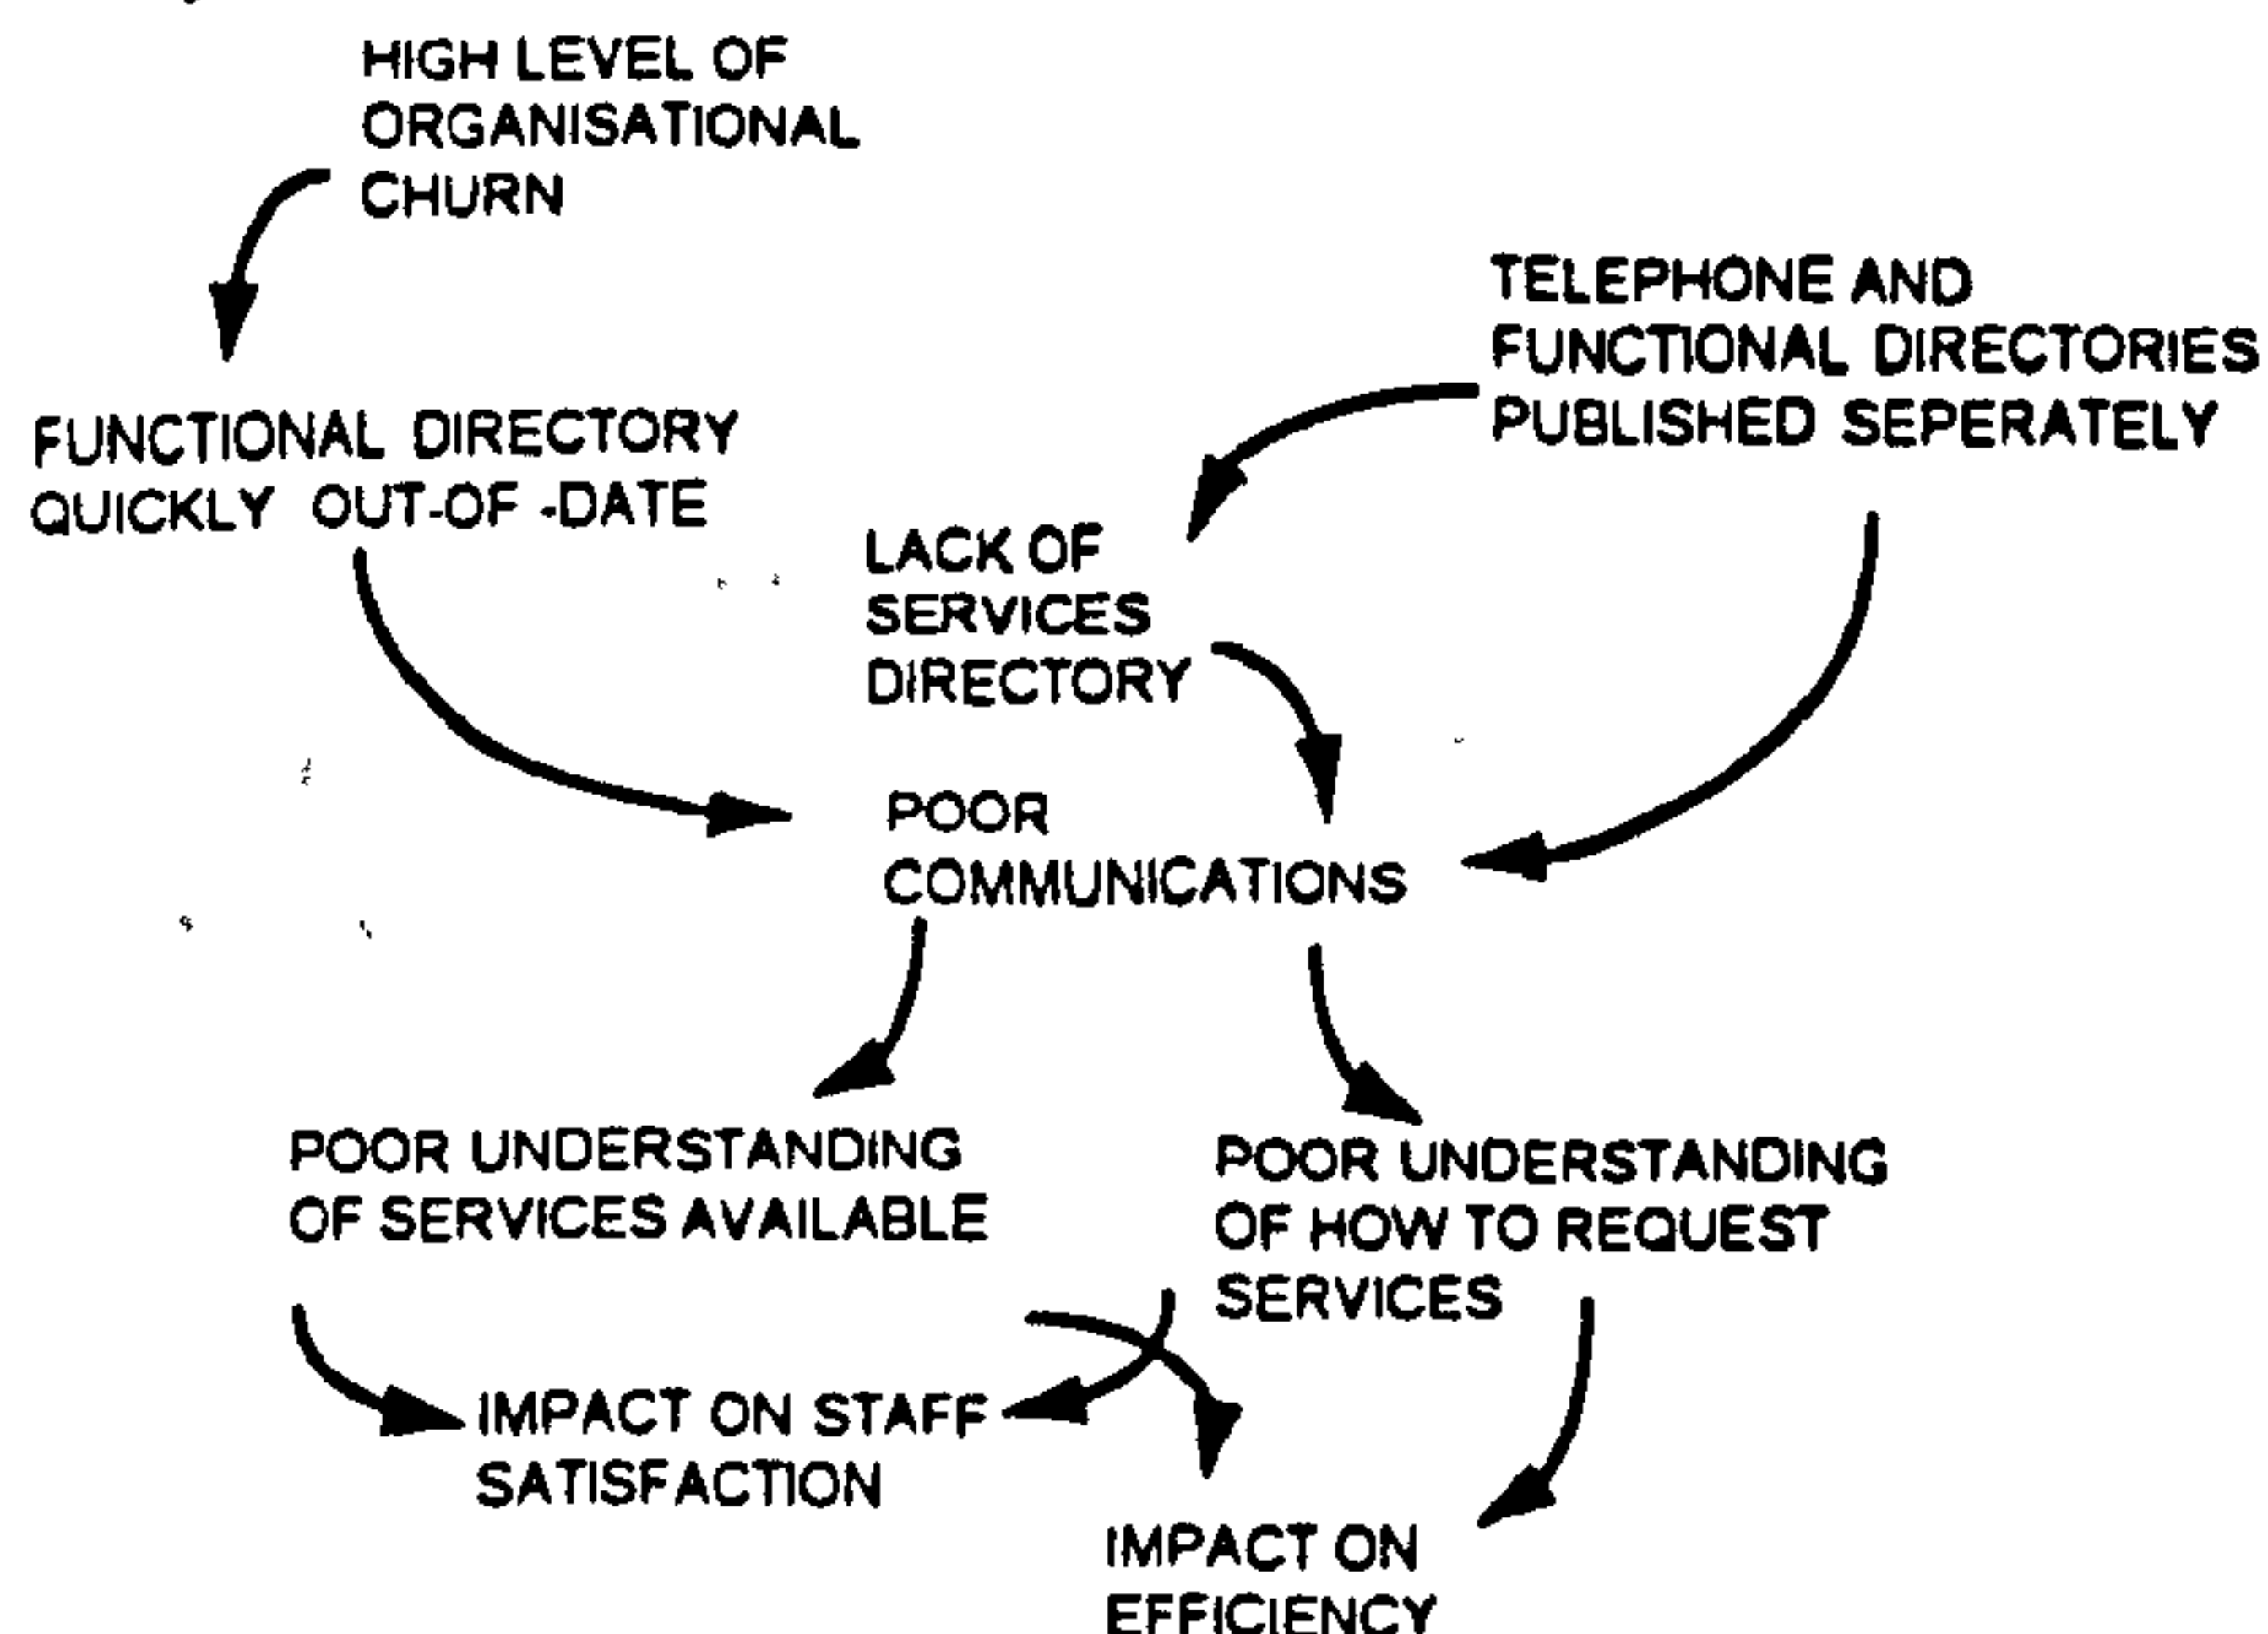 HIGH LEVEL OF
ORGANISATIONAL
CHURN
TELEPHONE AND
FUNCTIONAL DIRECTORIES
PUBLISHED SEPERATELY
FUNCTIONAL DIRECTORY
QUICKLY OUT-OF -DATE
LACK OF
SERVICES
DIRECTORY
POOR
COMMUNICATIONS
POOR UNDERSTANDING
OF SERVICES AVAILABLE
POOR UNDERSTANDING
OF HOW TO REQUEST
SERVICES
IMPACT ON STAFF
SATISFACTION
IMPACT ON
EFFICIENCY